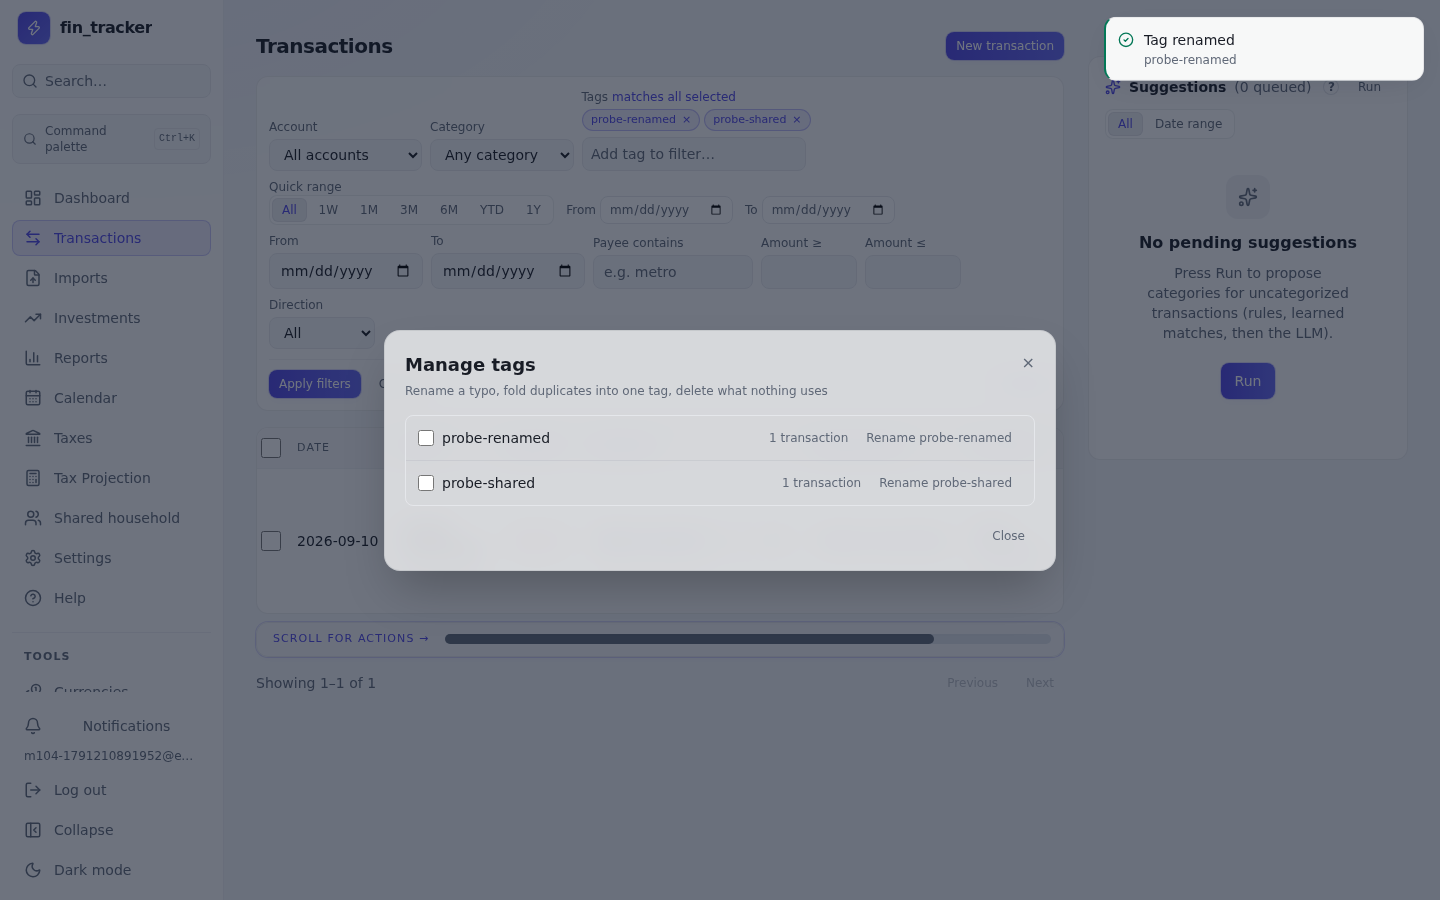 fin_tracker
Search...
Command palette
Ctrl+K
Dashboard
Transactions
Imports
Investments
Reports
Calendar
Taxes
Tax Projection
Shared household
Settings
Help
TOOLS
Currencies
Notifications
m104-1791210891952@e...
Log out
Collapse
Dark mode
Transactions
New transaction
Account
All accounts
Category
Any category
Tags matches all selected
probe-renamed ×
probe-shared ×
Add tag to filter...
Quick range
All 1W 1M 3M 6M YTD 1Y
From mm/dd/yyyy
To mm/dd/yyyy
From
mm/dd/yyyy
To
mm/dd/yyyy
Payee contains
e.g. metro
Amount ≥
Amount ≤
Direction
All
Apply filters
DATE
2026-09-10
SCROLL FOR ACTIONS →
Showing 1–1 of 1
Previous
Next
Manage tags
×
Rename a typo, fold duplicates into one tag, delete what nothing uses
probe-renamed 1 transaction Rename probe-renamed
probe-shared 1 transaction Rename probe-shared
Close
Tag renamed
probe-renamed
Suggestions (0 queued) ? Run
All Date range
No pending suggestions
Press Run to propose
categories for uncategorized
transactions (rules, learned
matches, then the LLM).
Run